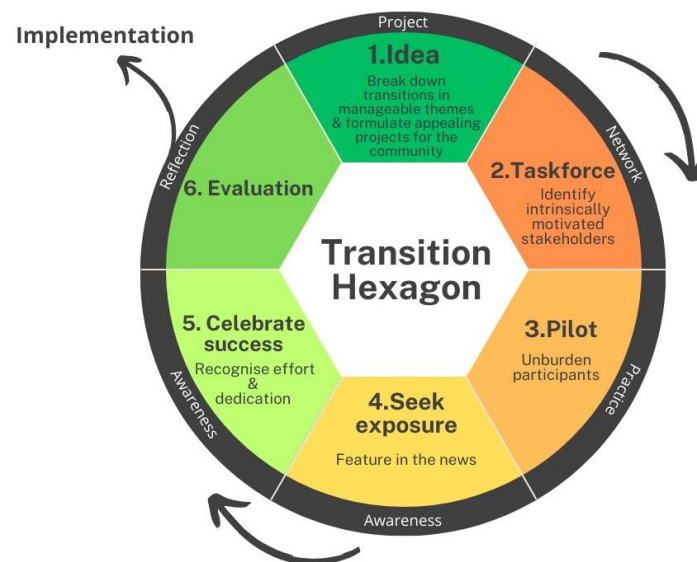 Implementation
Project
1.Idea
Break down
transitions in
manageable themes
& formulate appealing
projects for the
community
Network
2.Taskforce
Identify
intrinsically
motivated
stakeholders
Practice
3.Pilot
Unburden
participants
Awareness
4.Seek
exposure
Feature in the news
Awareness
5. Celebrate
success
Recognise effort
&
dedication
Reflection
6. Evaluation
Transition
Hexagon